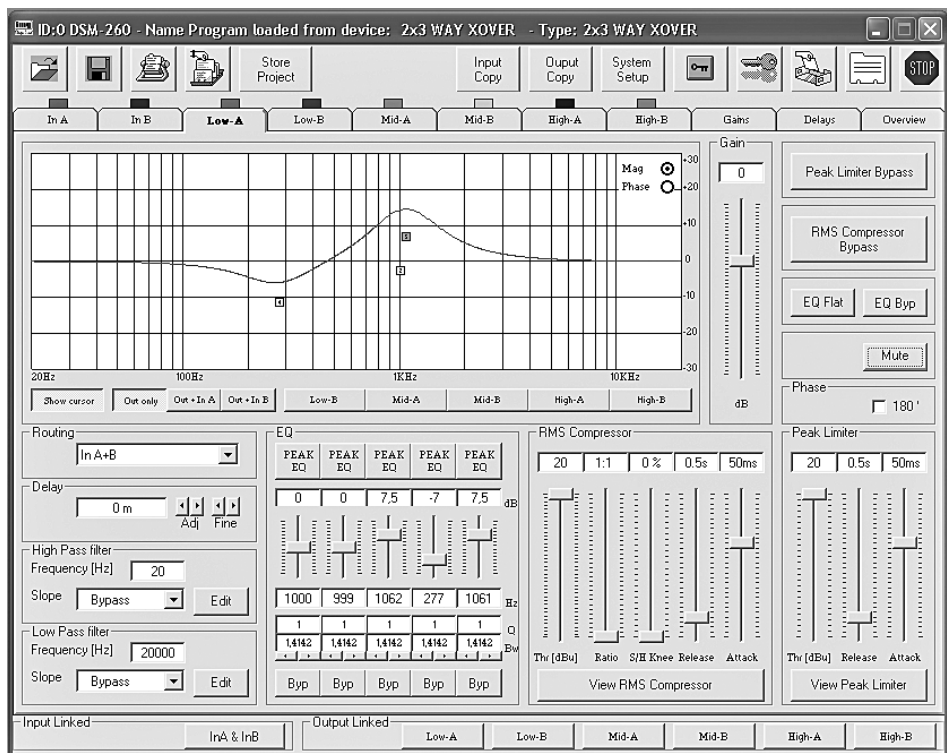 ID:0 DSM-260 - Name Program loaded from device: 2x3 WAY XOVER - Type: 2x3 WAY XOVER
Store Project
Input Copy
Ouput Copy
System Setup
STOP
In A
In B
Low-A
Low-B
Mid-A
Mid-B
High-A
High-B
Gains
Delays
Overview
Mag
Phase
+30
+20
+10
0
-10
-20
-30
3
2
4
20Hz
100Hz
1KHz
10KHz
Show cursor
Out only
Out + In A
Out + In B
Low-B
Mid-A
Mid-B
High-A
High-B
Gain
0
dB
Peak Limiter Bypass
RMS Compressor Bypass
EQ Flat
EQ Byp
Mute
Phase
180 '
Routing
In A+B
Delay
0 m
Adj
Fine
High Pass filter
Frequency [Hz] 20
Slope Bypass Edit
Low Pass filter
Frequency [Hz] 20000
Slope Bypass Edit
EQ
PEAK EQ PEAK EQ PEAK EQ PEAK EQ PEAK EQ
0 0 7,5 -7 7,5 dB
1000 999 1062 277 1061 Hz
1 1 1 1 1 Q
1,4142 1,4142 1,4142 1,4142 1,4142 Bw
Byp Byp Byp Byp Byp
RMS Compressor
20 1:1 0 % 0.5s 50ms
Thr [dBu] Ratio S/H Knee Release Attack
View RMS Compressor
Peak Limiter
20 0.5s 50ms
Thr [dBu] Release Attack
View Peak Limiter
Input Linked
InA & InB
Output Linked
Low-A
Low-B
Mid-A
Mid-B
High-A
High-B